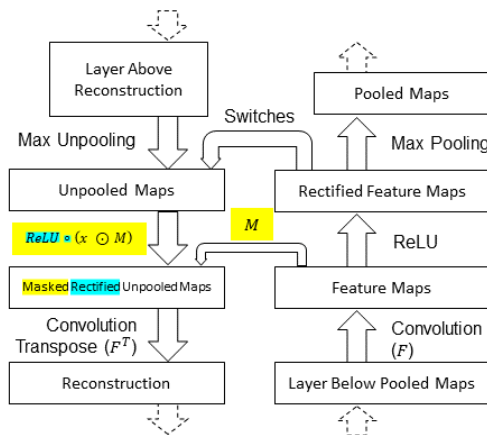 Layer Above
Reconstruction
Pooled Maps
Switches
Max Unpooling
Max Pooling
Unpooled Maps
Rectified Feature Maps
M
ReLU ∘ (x ⊙ M)
ReLU
Masked Rectified Unpooled Maps
Feature Maps
Convolution
Transpose (F^T)
Convolution
(F)
Reconstruction
Layer Below Pooled Maps